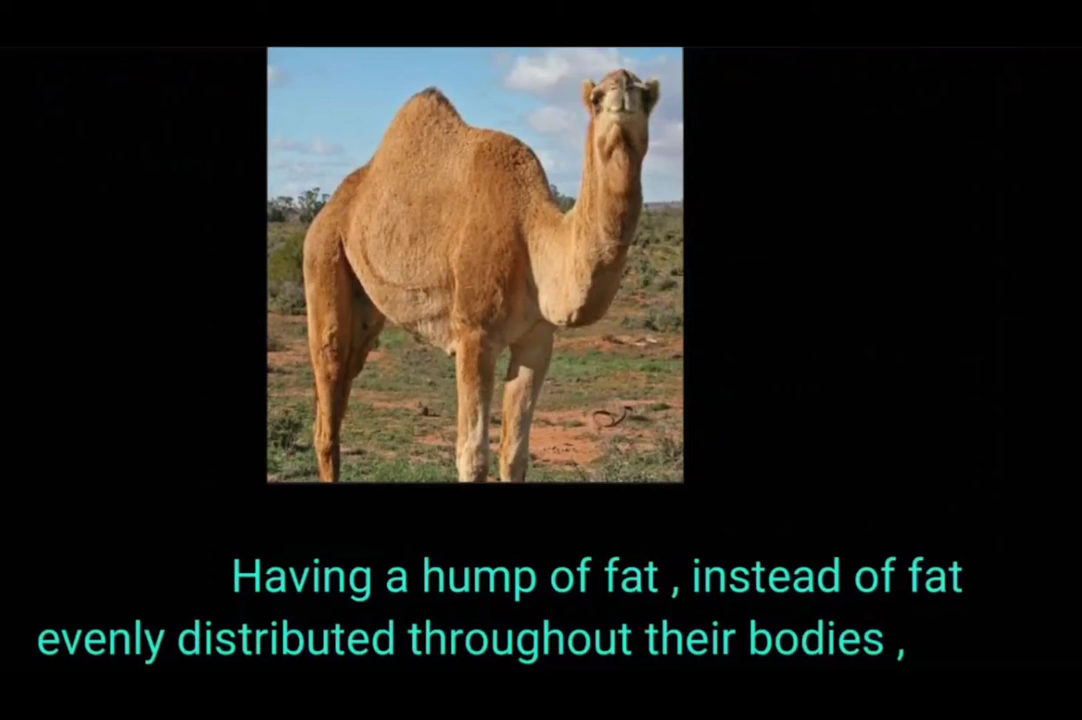 Having a hump of fat , instead of fat
evenly distributed throughout their bodies ,